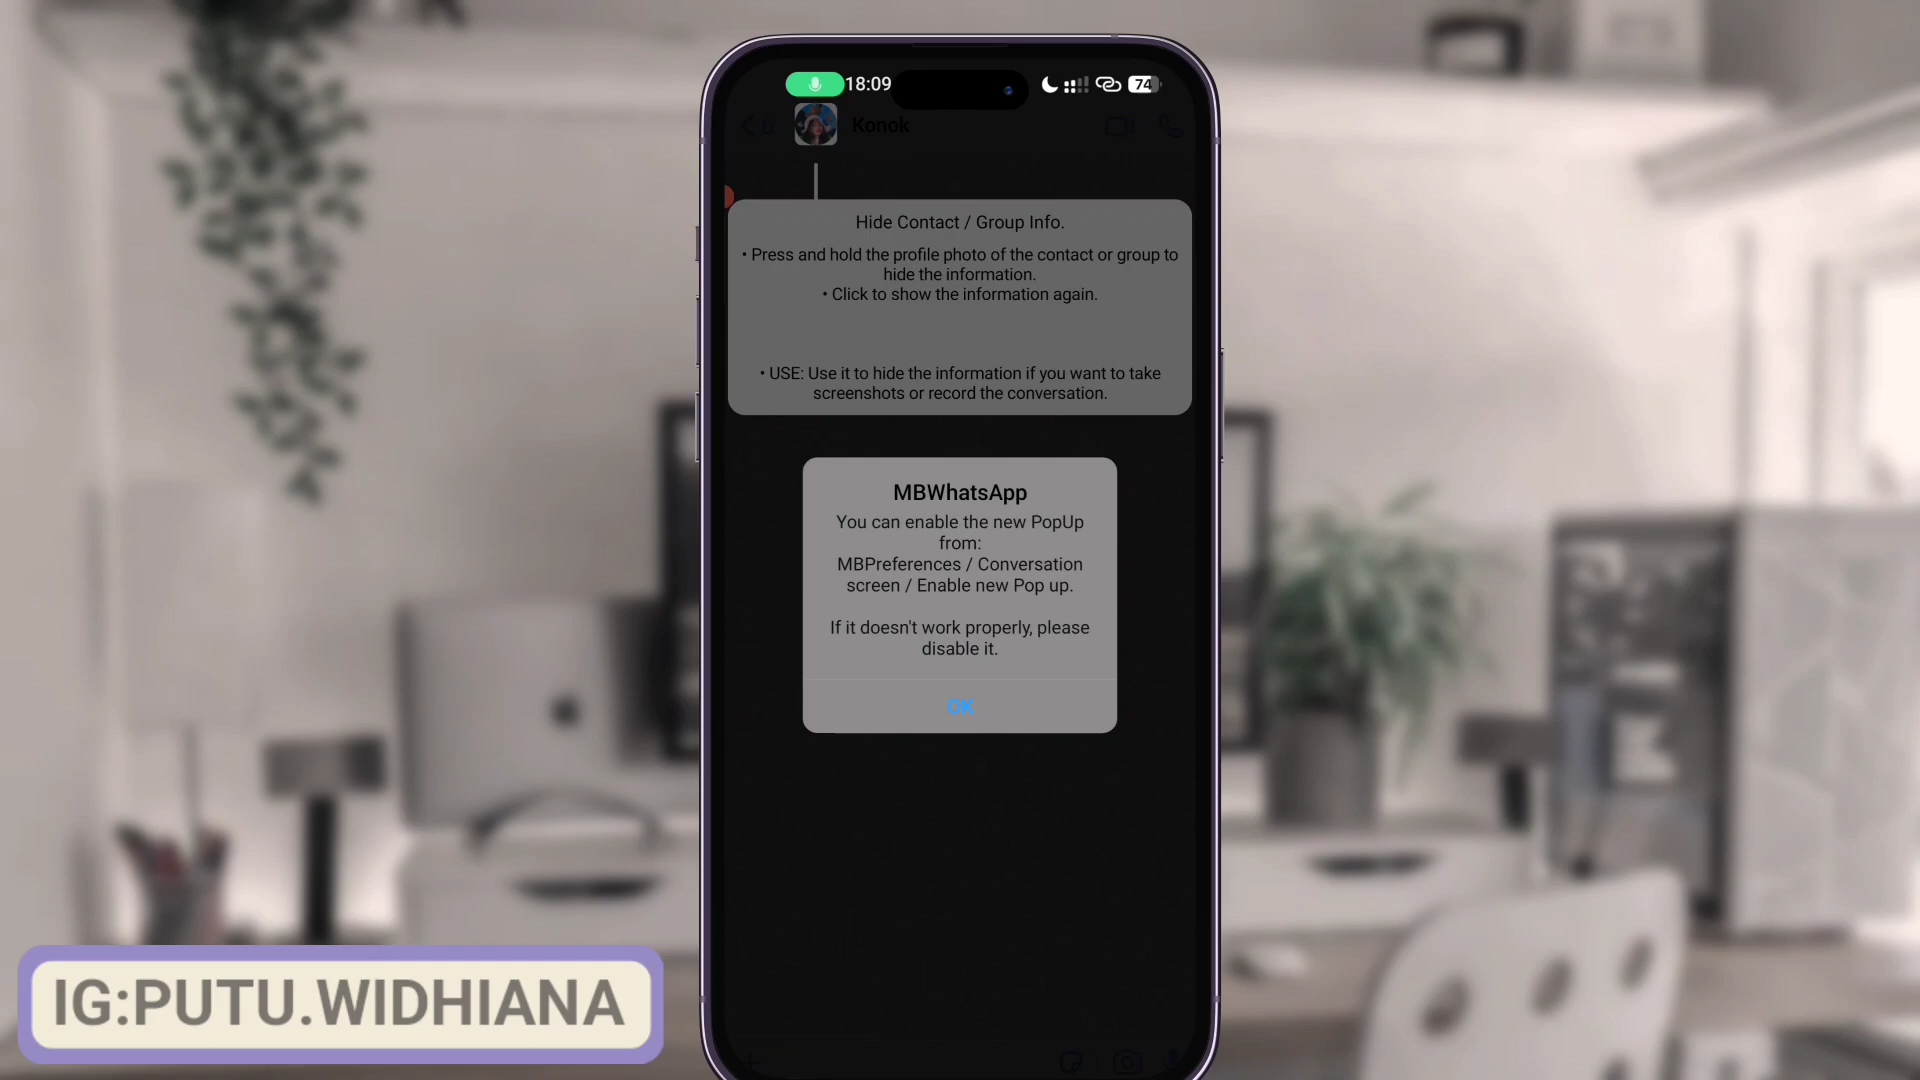 18:09
74
Konok
Hide Contact / Group Info.
• Press and hold the profile photo of the contact or group to
hide the information.
• Click to show the information again.
• USE: Use it to hide the information if you want to take
screenshots or record the conversation.
MBWhatsApp
You can enable the new PopUp
from:
MBPreferences / Conversation
screen / Enable new Pop up.
If it doesn't work properly, please
disable it.
OK
IG:PUTU.WIDHIANA